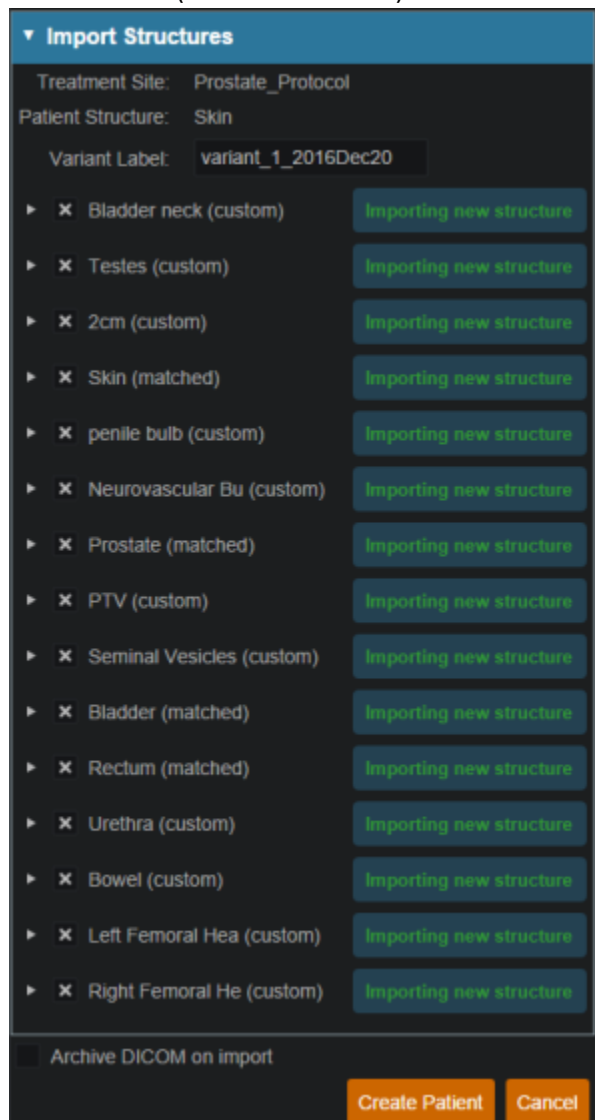 Import Structures
Treatment Site: Prostate_Protocol
Patient Structure: Skin
Variant Label: variant_1_2016Dec20
Bladder neck (custom) Importing new structure
Testes (custom) Importing new structure
2cm (custom) Importing new structure
Skin (matched) Importing new structure
penile bulb (custom) Importing new structure
Neurovascular Bu (custom) Importing new structure
Prostate (matched) Importing new structure
PTV (custom) Importing new structure
Seminal Vesicles (custom) Importing new structure
Bladder (matched) Importing new structure
Rectum (matched) Importing new structure
Urethra (custom) Importing new structure
Bowel (custom) Importing new structure
Left Femoral Hea (custom) Importing new structure
Right Femoral He (custom) Importing new structure
Archive DICOM on import
Create Patient Cancel